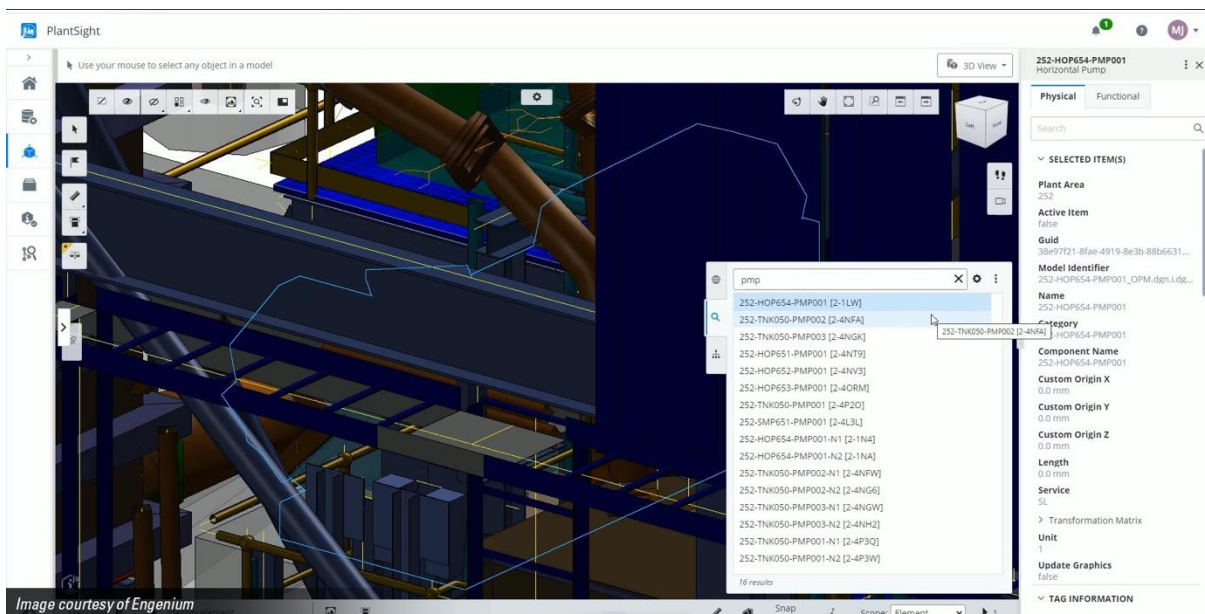 PlantSight
1
MJ
Use your mouse to select any object in a model
3D View
252-HOP654-PMP001
Horizontal Pump
Physical
Functional
Search
SELECTED ITEM(S)
Plant Area
252
Active Item
false
Guid
38e97f21-8fae-4919-8e3b-88b6631...
Model Identifier
252-HOP654-PMP001_OPM.dgn.i.dg...
Name
252-HOP654-PMP001
Category
-HOP654-PMP001
Component Name
252-HOP654-PMP001
Custom Origin X
0.0 mm
Custom Origin Y
0.0 mm
Custom Origin Z
0.0 mm
Length
0.0 mm
Service
SL
Transformation Matrix
Unit
1
Update Graphics
false
TAG INFORMATION
Left
pmp
252-HOP654-PMP001 [2-1LW]
252-TNK050-PMP002 [2-4NFA]
252-TNK050-PMP002 [2-4NFA]
252-TNK050-PMP003 [2-4NGK]
252-HOP651-PMP001 [2-4NT9]
252-HOP652-PMP001 [2-4NV3]
252-HOP653-PMP001 [2-4ORM]
252-TNK050-PMP001 [2-4P2O]
252-SMP651-PMP001 [2-4L3L]
252-HOP654-PMP001-N1 [2-1N4]
252-HOP654-PMP001-N2 [2-1NA]
252-TNK050-PMP002-N1 [2-4NFW]
252-TNK050-PMP002-N2 [2-4NG6]
252-TNK050-PMP003-N1 [2-4NGW]
252-TNK050-PMP003-N2 [2-4NH2]
252-TNK050-PMP001-N1 [2-4P3Q]
252-TNK050-PMP001-N2 [2-4P3W]
16 results
Image courtesy of Engenium
Snap
Scope: Element
1